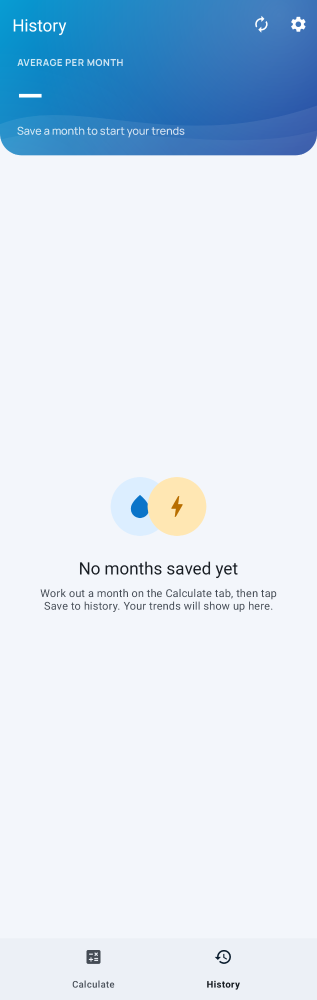 History
AVERAGE PER MONTH
—
Save a month to start your trends
No months saved yet
Work out a month on the Calculate tab, then tap
Save to history. Your trends will show up here.
Calculate
History